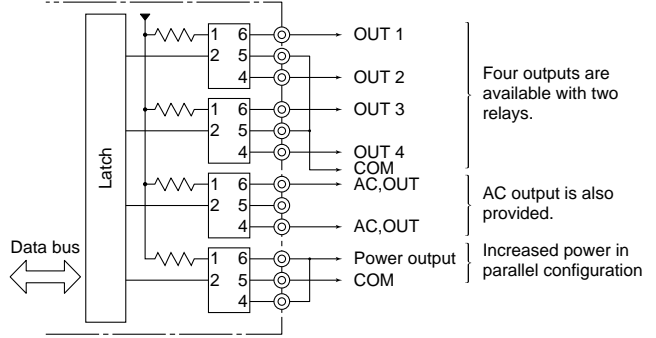 1 6 OUT 1
2 5
4 OUT 2
Four outputs are
available with two
relays.
1 6 OUT 3
2 5
4 OUT 4
COM
Latch
1 6 AC,OUT
2 5
4 AC,OUT
AC output is also
provided.
Data bus
1 6 Power output
2 5 COM
4
Increased power in
parallel configuration